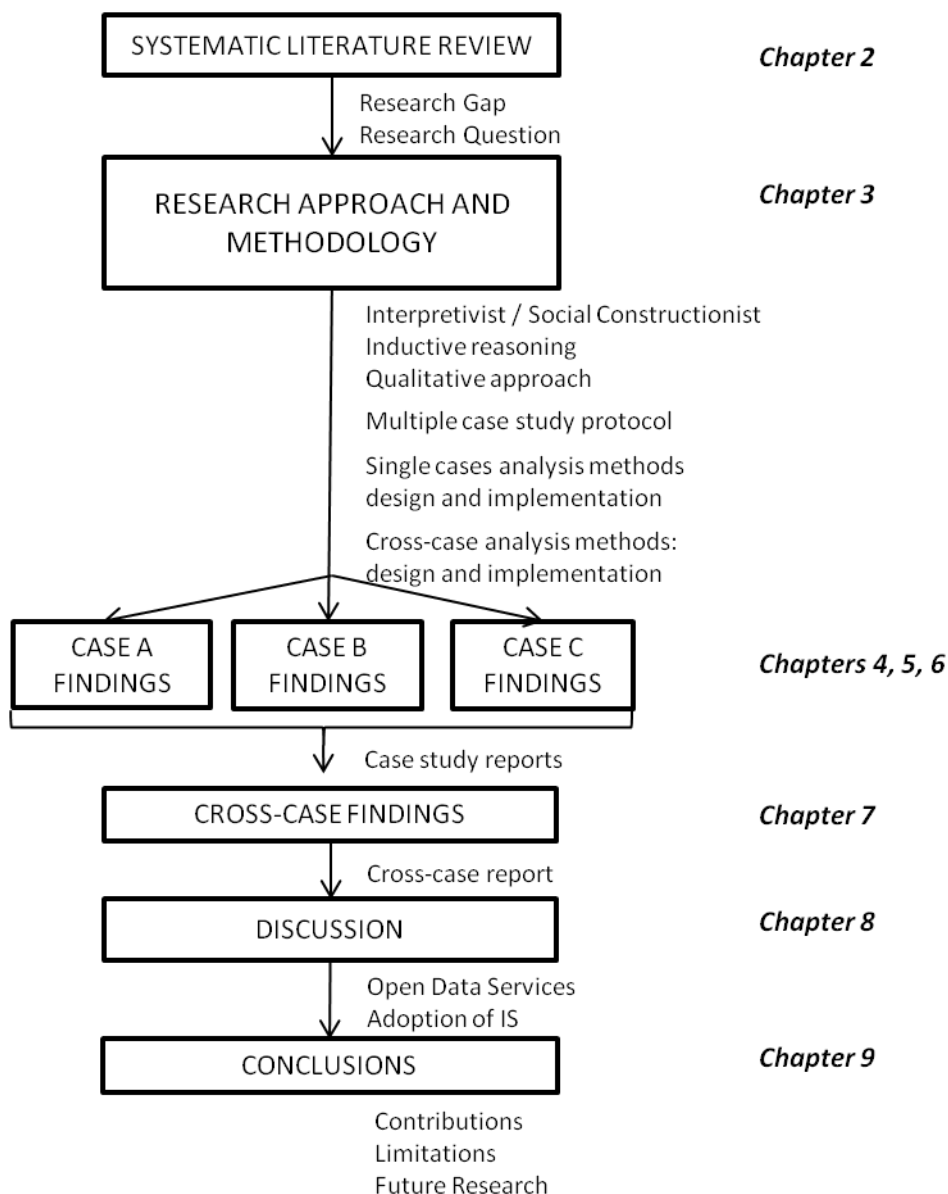 SYSTEMATIC LITERATURE REVIEW
Chapter 2
Research Gap
Research Question
RESEARCH APPROACH AND
METHODOLOGY
Chapter 3
Interpretivist / Social Constructionist
Inductive reasoning
Qualitative approach
Multiple case study protocol
Single cases analysis methods
design and implementation
Cross-case analysis methods:
design and implementation
CASE A
FINDINGS
CASE B
FINDINGS
CASE C
FINDINGS
Chapters 4, 5, 6
Case study reports
CROSS-CASE FINDINGS
Chapter 7
Cross-case report
DISCUSSION
Chapter 8
Open Data Services
Adoption of IS
CONCLUSIONS
Chapter 9
Contributions
Limitations
Future Research